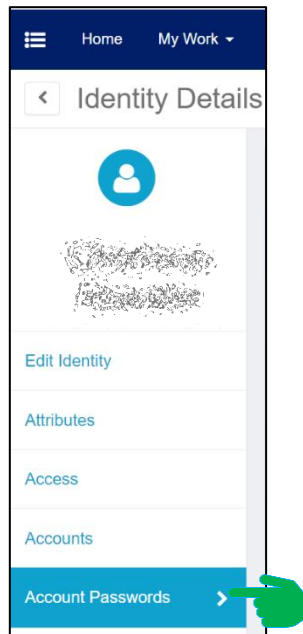 Home My Work
Identity Details
Edit Identity
Attributes
Access
Accounts
Account Passwords